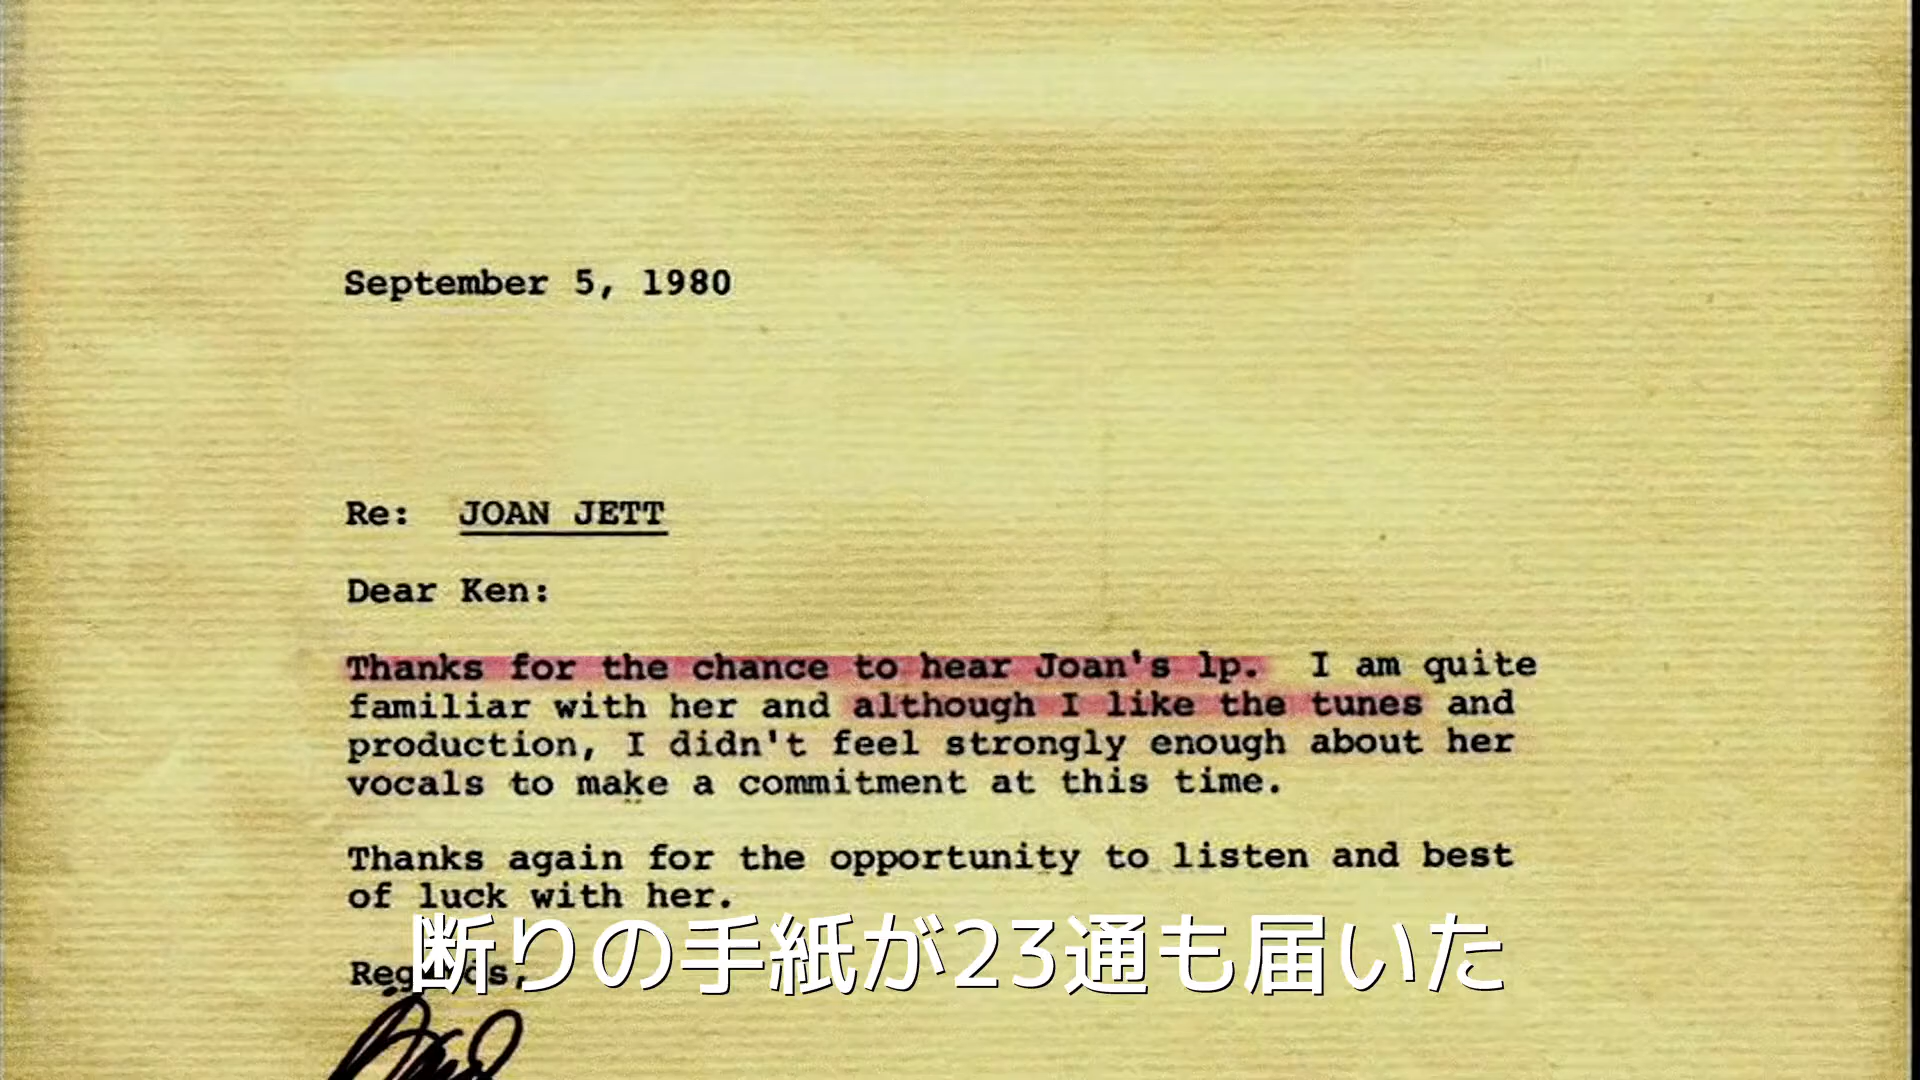 September 5, 1980
Re: JOAN JETT
Dear Ken:
Thanks for the chance to hear Joan's lp. I am quite
familiar with her and although I like the tunes and
production, I didn't feel strongly enough about her
vocals to make a commitment at this time.
Thanks again for the opportunity to listen and best
of luck with her.
Regards,
断りの手紙が23通も届いた